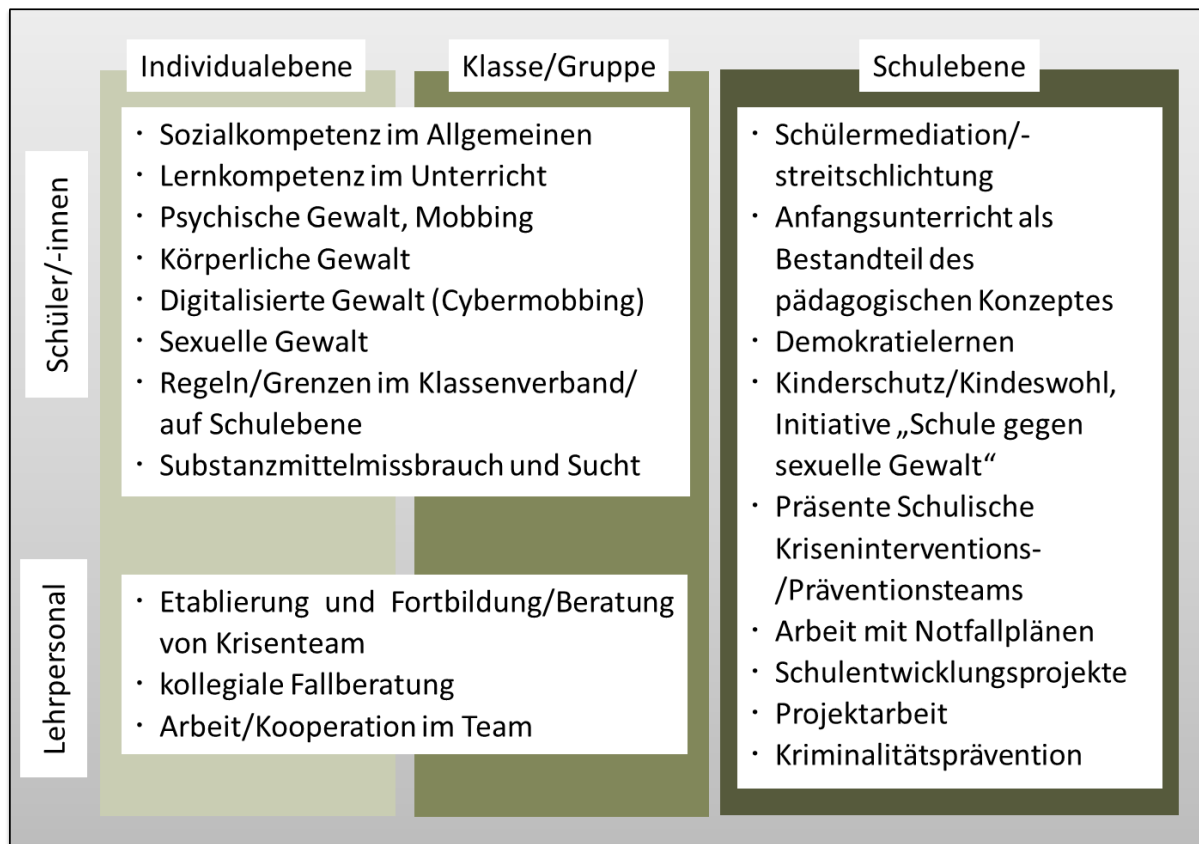 Individualebene
Klasse/Gruppe
Schulebene
Schüler/-innen
· Sozialkompetenz im Allgemeinen
· Lernkompetenz im Unterricht
· Psychische Gewalt, Mobbing
· Körperliche Gewalt
· Digitalisierte Gewalt (Cybermobbing)
· Sexuelle Gewalt
· Regeln/Grenzen im Klassenverband/
auf Schulebene
· Substanzmittelmissbrauch und Sucht
Lehrpersonal
· Etablierung und Fortbildung/Beratung
von Krisenteam
· kollegiale Fallberatung
· Arbeit/Kooperation im Team
· Schülermediation/-
streitschlichtung
· Anfangsunterricht als
Bestandteil des
pädagogischen Konzeptes
· Demokratielernen
· Kinderschutz/Kindeswohl,
Initiative „Schule gegen
sexuelle Gewalt“
· Präsente Schulische
Kriseninterventions-
/Präventionsteams
· Arbeit mit Notfallplänen
· Schulentwicklungsprojekte
· Projektarbeit
· Kriminalitätsprävention